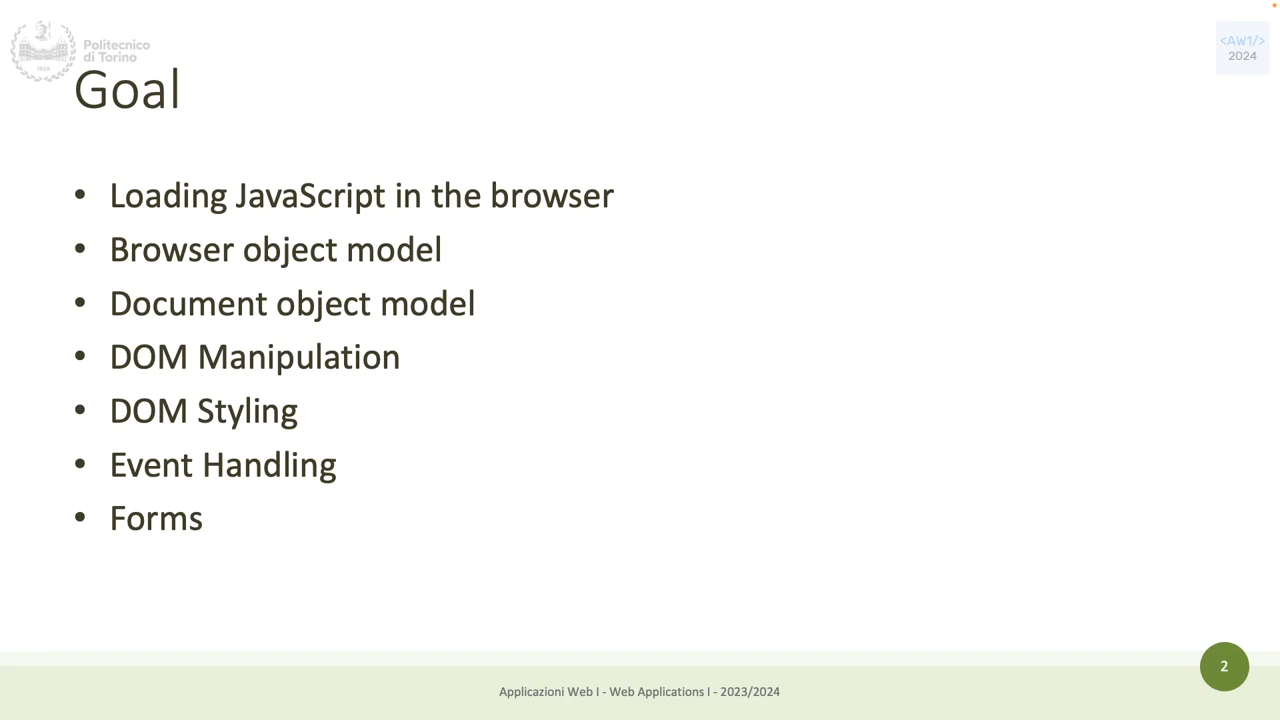 Politecnico
di Torino
1859
<AW1/>
2024
Goal
• Loading JavaScript in the browser
• Browser object model
• Document object model
• DOM Manipulation
• DOM Styling
• Event Handling
• Forms
2
Applicazioni Web I - Web Applications I - 2023/2024